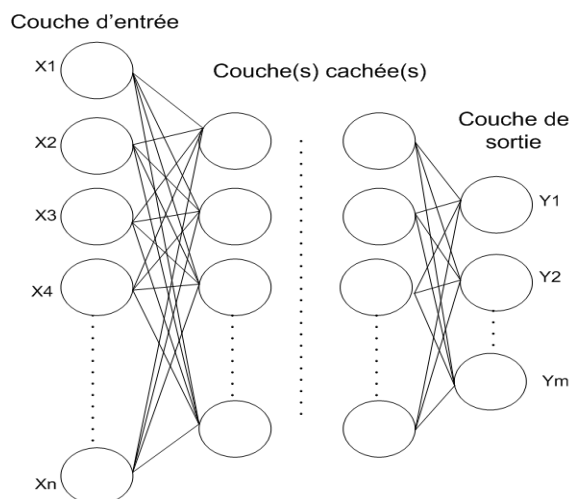 Couche d'entrée
Couche(s) cachée(s)
Couche de
sortie
X1
X2
X3
X4
Xn
Y1
Y2
Ym